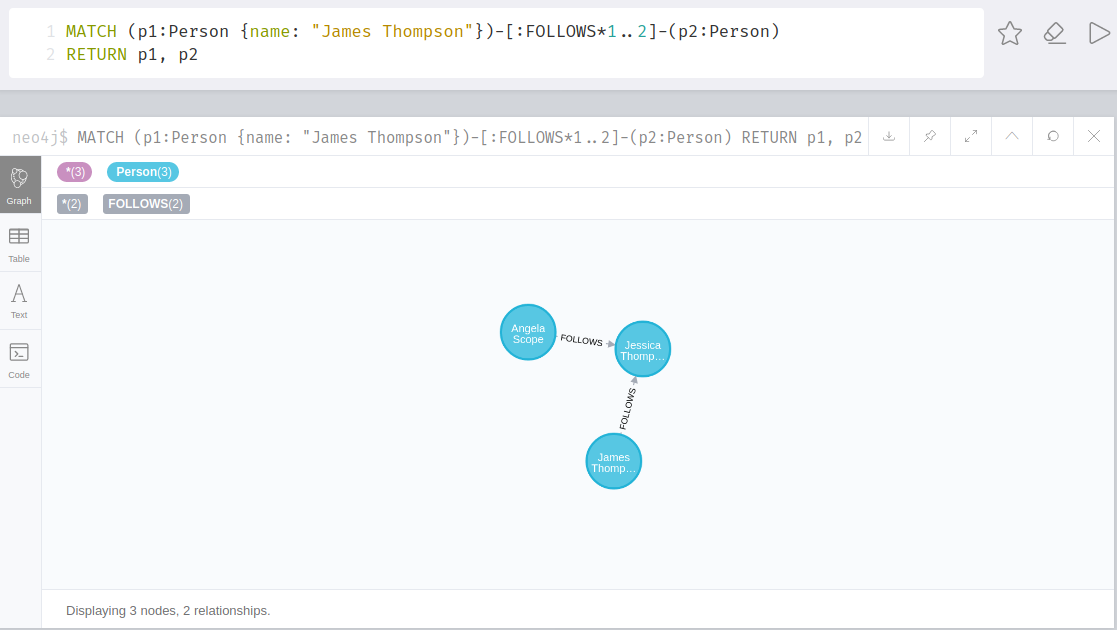 1 MATCH (p1:Person {name: "James Thompson"})-[:FOLLOWS*1..2]-(p2:Person)
2 RETURN p1, p2
neo4j$ MATCH (p1:Person {name: "James Thompson"})-[:FOLLOWS*1..2]-(p2:Person) RETURN p1, p2
*(3) Person(3)
*(2) FOLLOWS(2)
Graph
Table
Text
Code
Angela
Scope
FOLLOWS
Jessica
Thomp...
FOLLOWS
James
Thomp...
Displaying 3 nodes, 2 relationships.